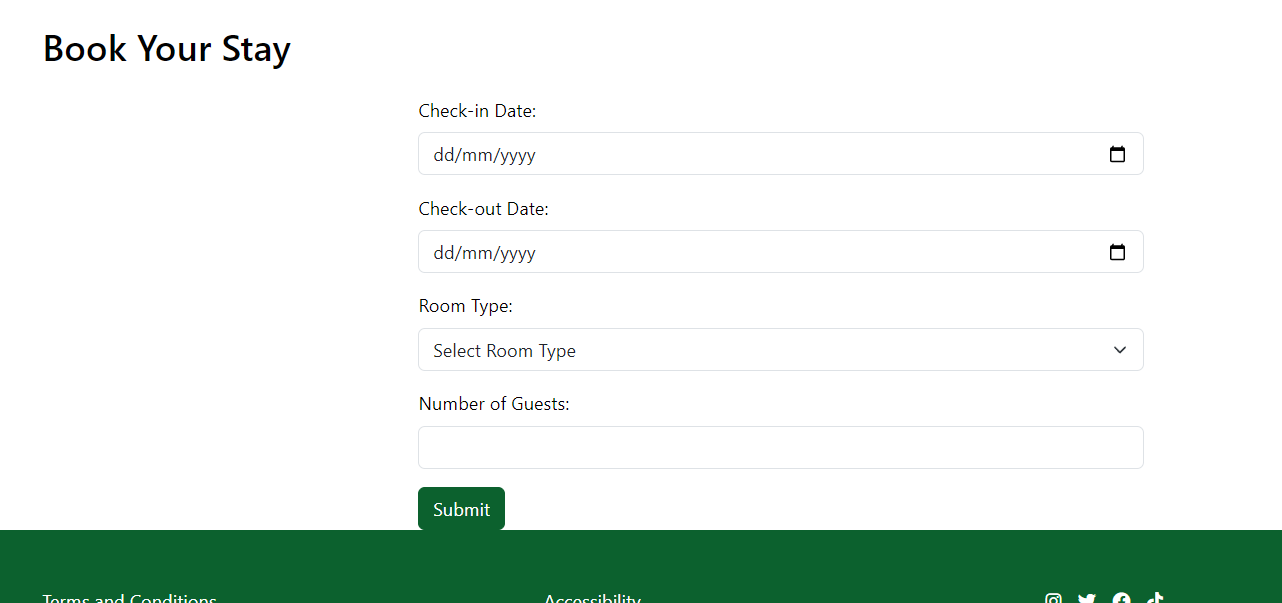 Book Your Stay
Check-in Date:
dd/mm/yyyy
Check-out Date:
dd/mm/yyyy
Room Type:
Select Room Type
Number of Guests:
Submit
Terms and Conditions
Accessibility